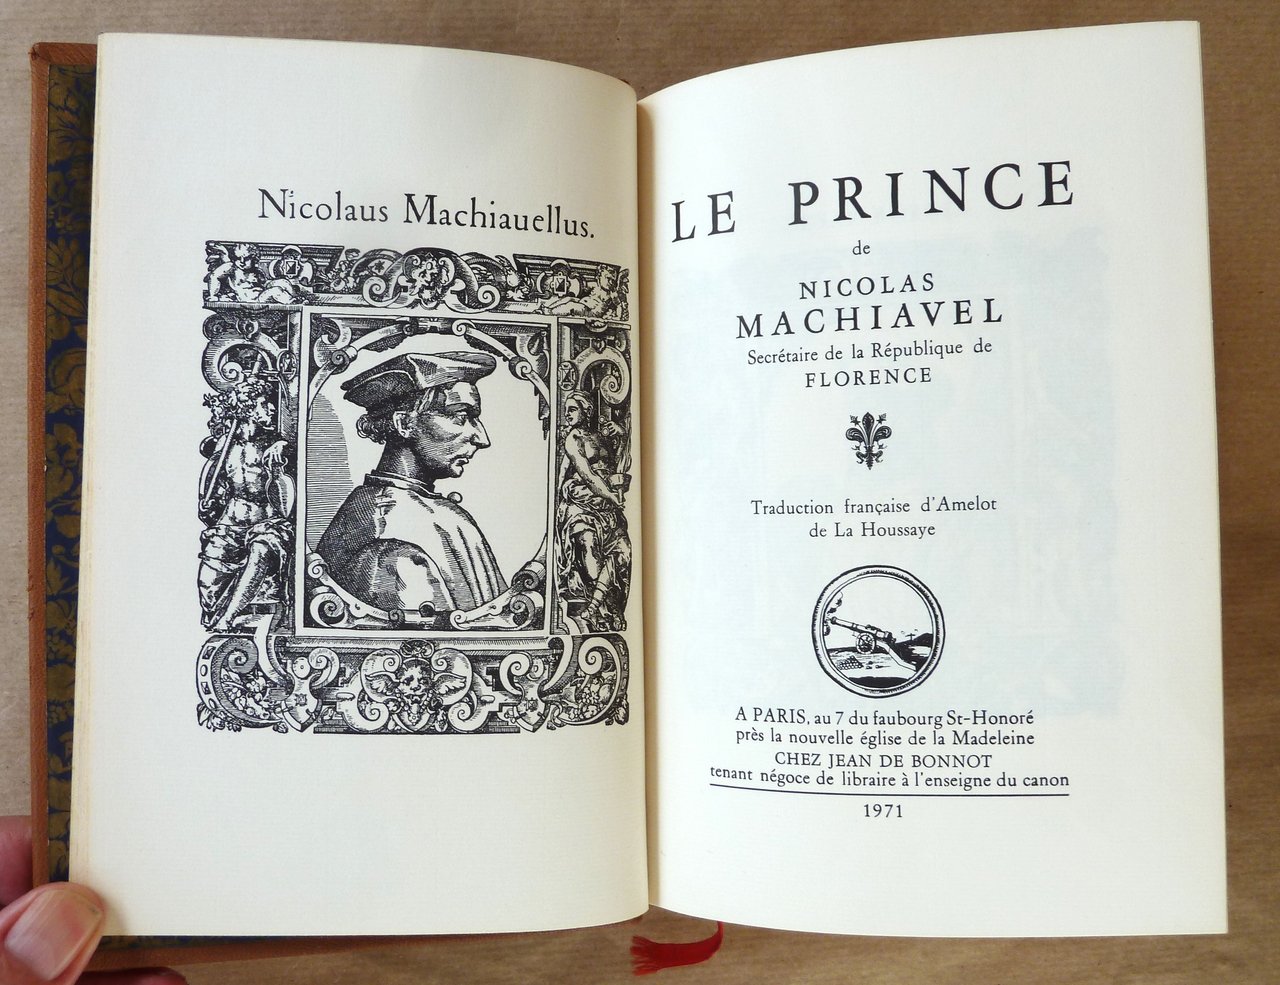 Nicolaus Machiauellus.
LE PRINCE
de
NICOLAS
MACHIAVEL
Secrétaire de la République de
FLORENCE
Traduction française d'Amelot
de La Houssaye
A PARIS, au 7 du faubourg St-Honoré
près la nouvelle église de la Madeleine
CHEZ JEAN DE BONNOT
tenant négoce de libraire à l'enseigne du canon
1971